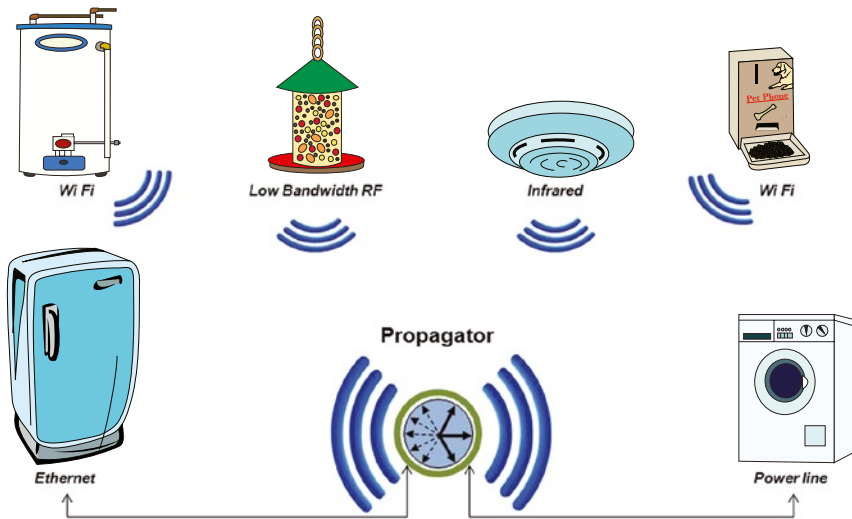 Pet Phone
Wi Fi
Low Bandwidth RF
Infrared
Wi Fi
Propagator
Ethernet
Power line